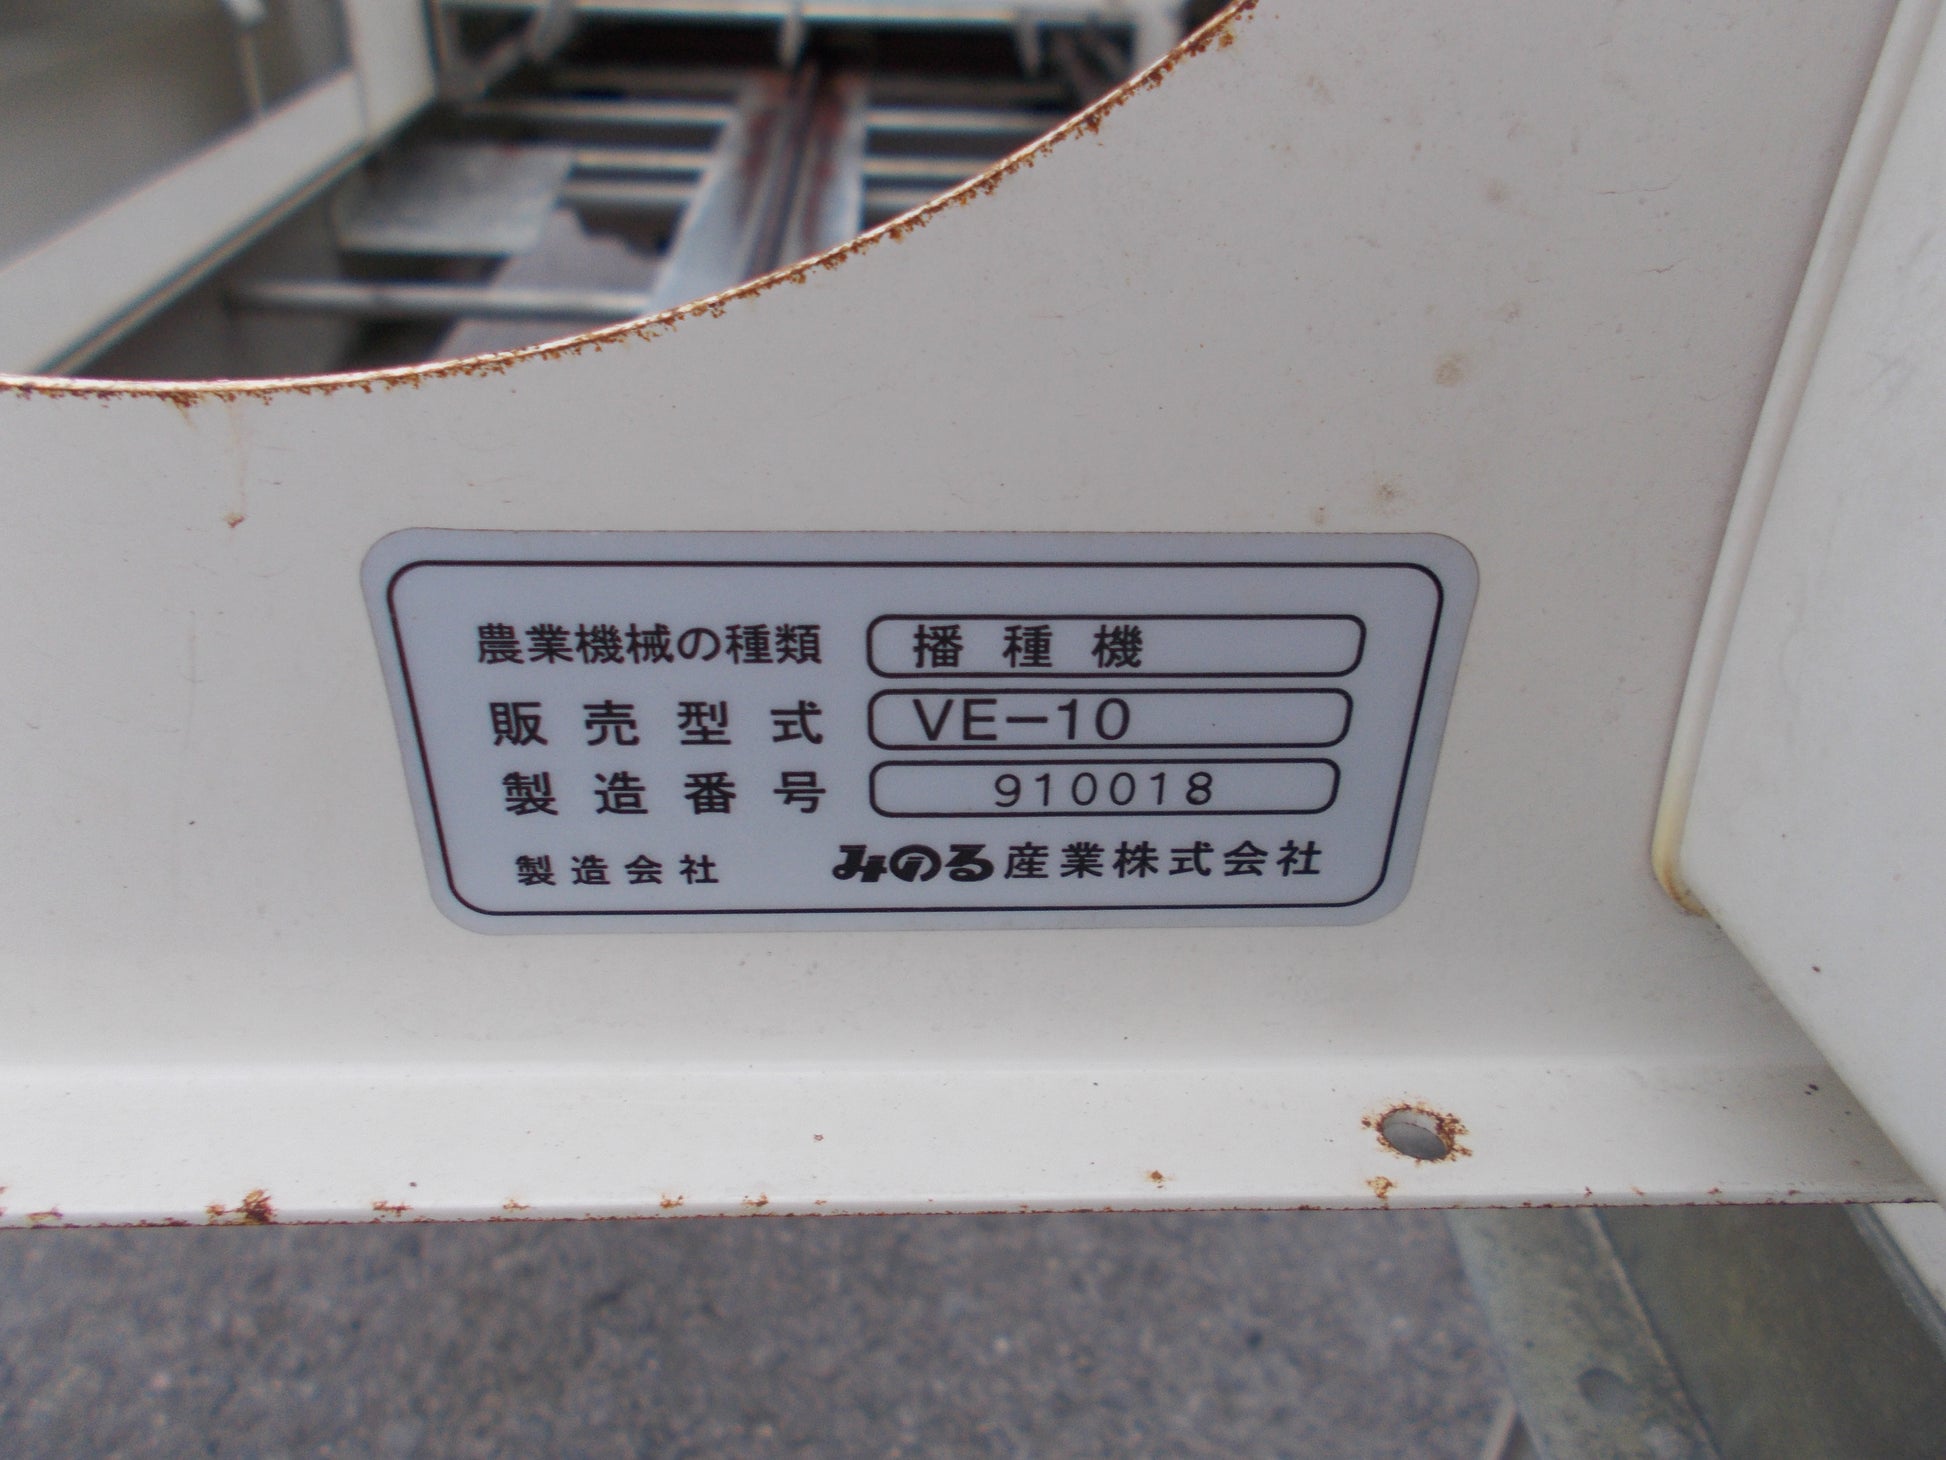 農業機械の種類 播種機
販売型式 VE-10
製造番号 910018
製造会社 みのる産業株式会社